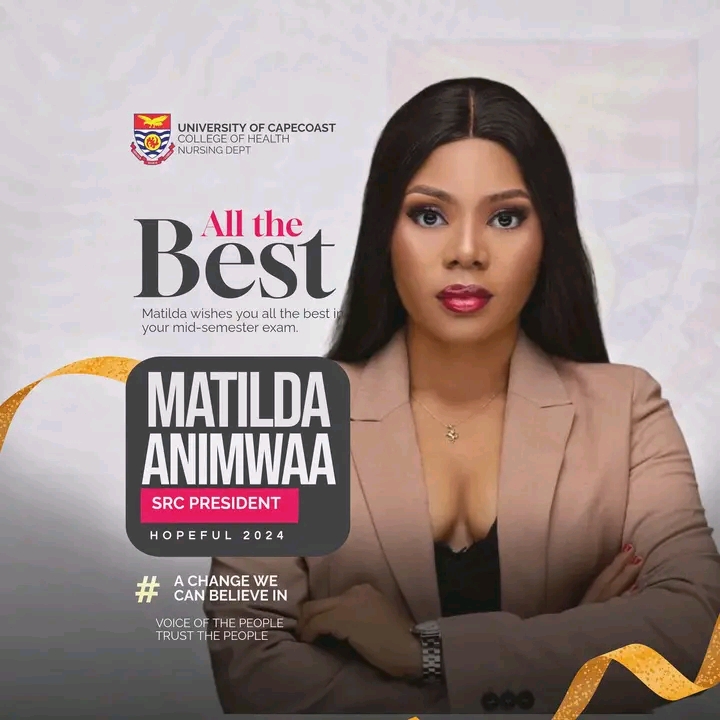 UNIVERSITY OF CAPECOAST
COLLEGE OF HEALTH
NURSING DEPT
All the
Best
Matilda wishes you all the best in
your mid-semester exam.
MATILDA
ANIMWAA
SRC PRESIDENT
HOPEFUL 2024
# A CHANGE WE
CAN BELIEVE IN
VOICE OF THE PEOPLE
TRUST THE PEOPLE